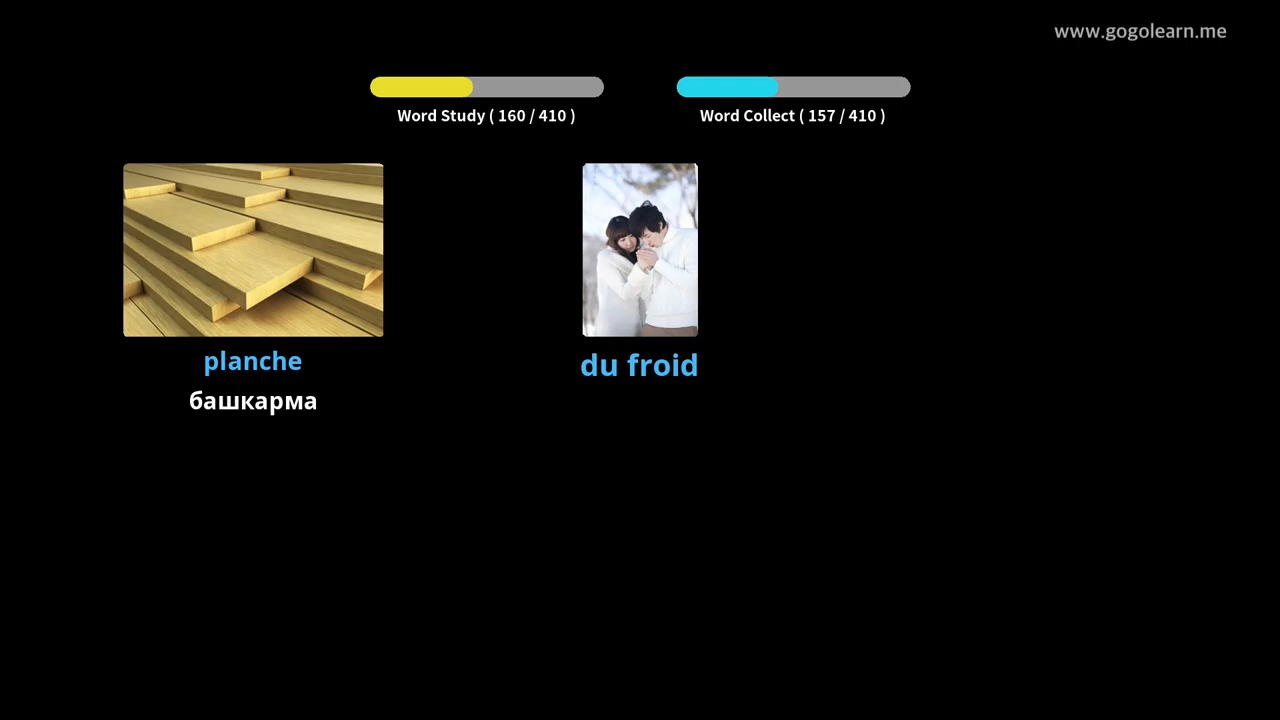 www.gogolearn.me
Word Study ( 160 / 410 )
Word Collect ( 157 / 410 )
planche
башкарма
du froid